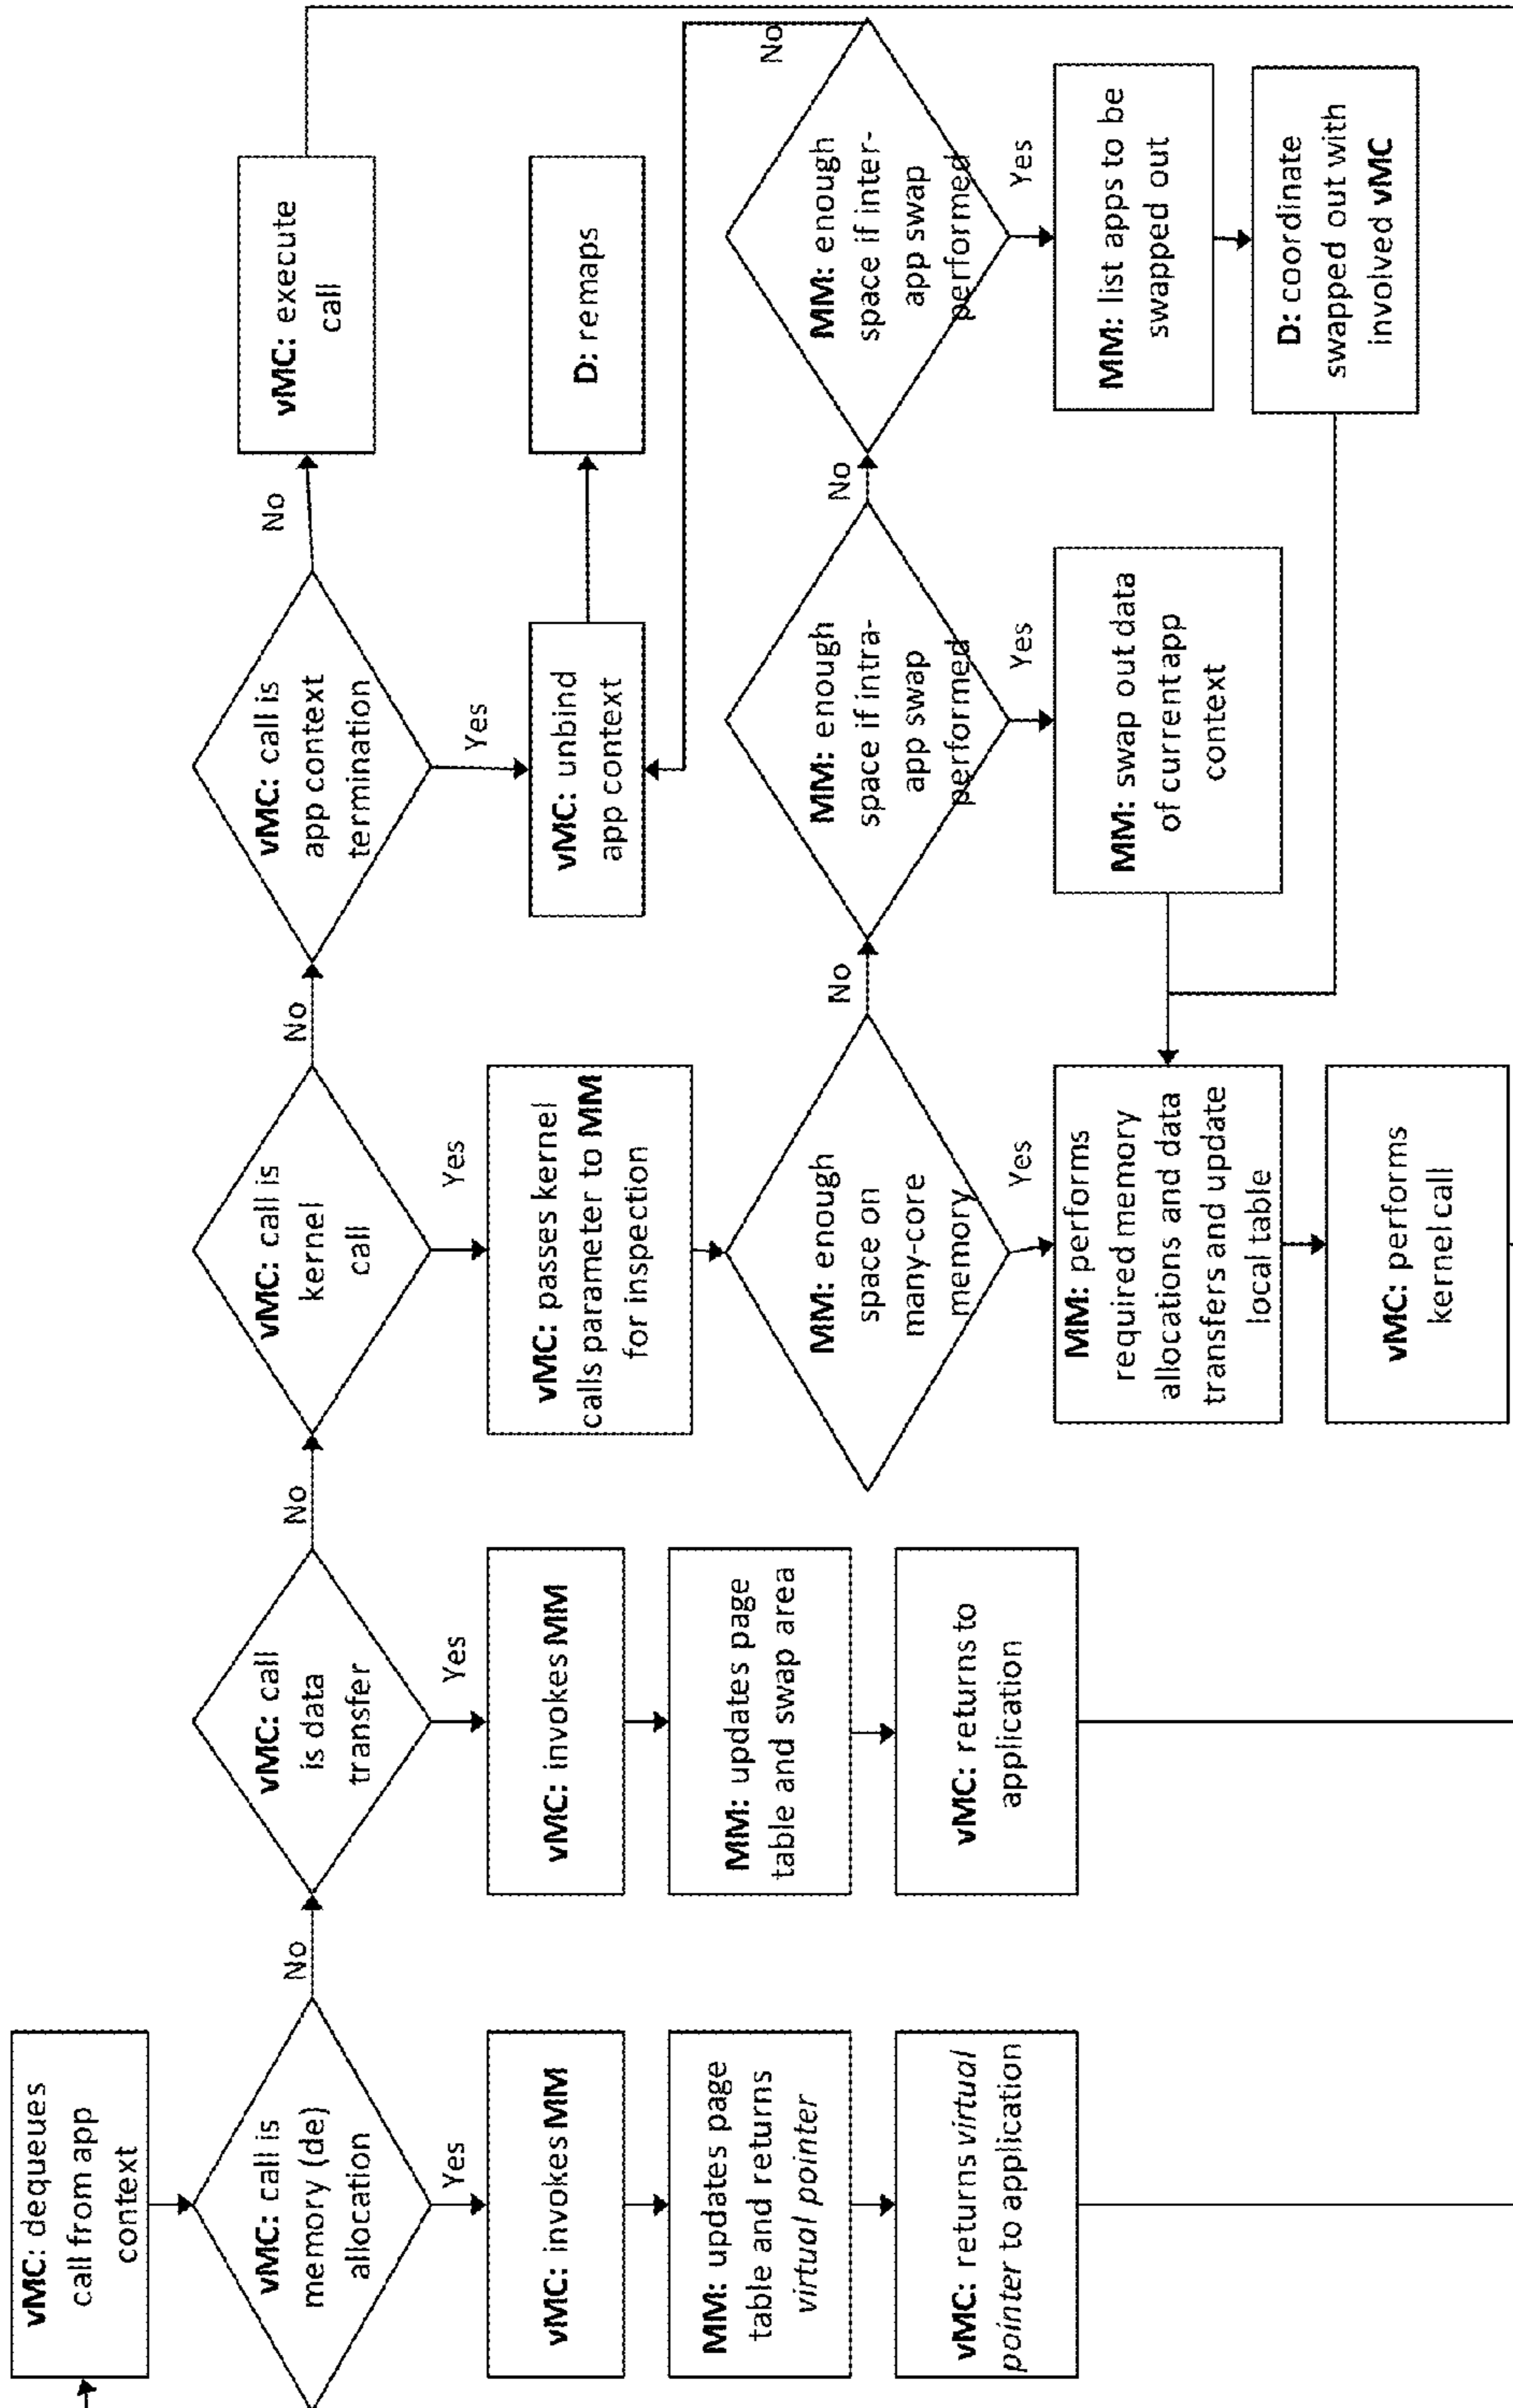 vMC: dequeues
call from app
context
vMC: call is
memory (de)
allocation
No
Yes
vMC: invokes MM
MM: updates page
table and returns
virtual pointer
vMC: returns virtual
pointer to application
vMC: call
is data
transfer
No
Yes
vMC: invokes MM
MM: updates page
table and swap area
vMC: returns to
application
vMC: call is
kernel
call
No
Yes
vMC: passes kernel
calls parameter to MM
for inspection
MM: enough
space on
many-core
memory
No
Yes
MM: performs
required memory
allocations and data
transfers and update
local table
vMC: performs
kernel call
vMC: call is
app context
termination
No
Yes
vMC: unbind
app context
vMC: execute
call
D: remaps
MM: enough
space if intra-
app swap
performed
No
Yes
MM: swap out data
of current app
context
MM: enough
space if inter-
app swap
performed
No
Yes
MM: list apps to be
swapped out
D: coordinate
swapped out with
involved vMC